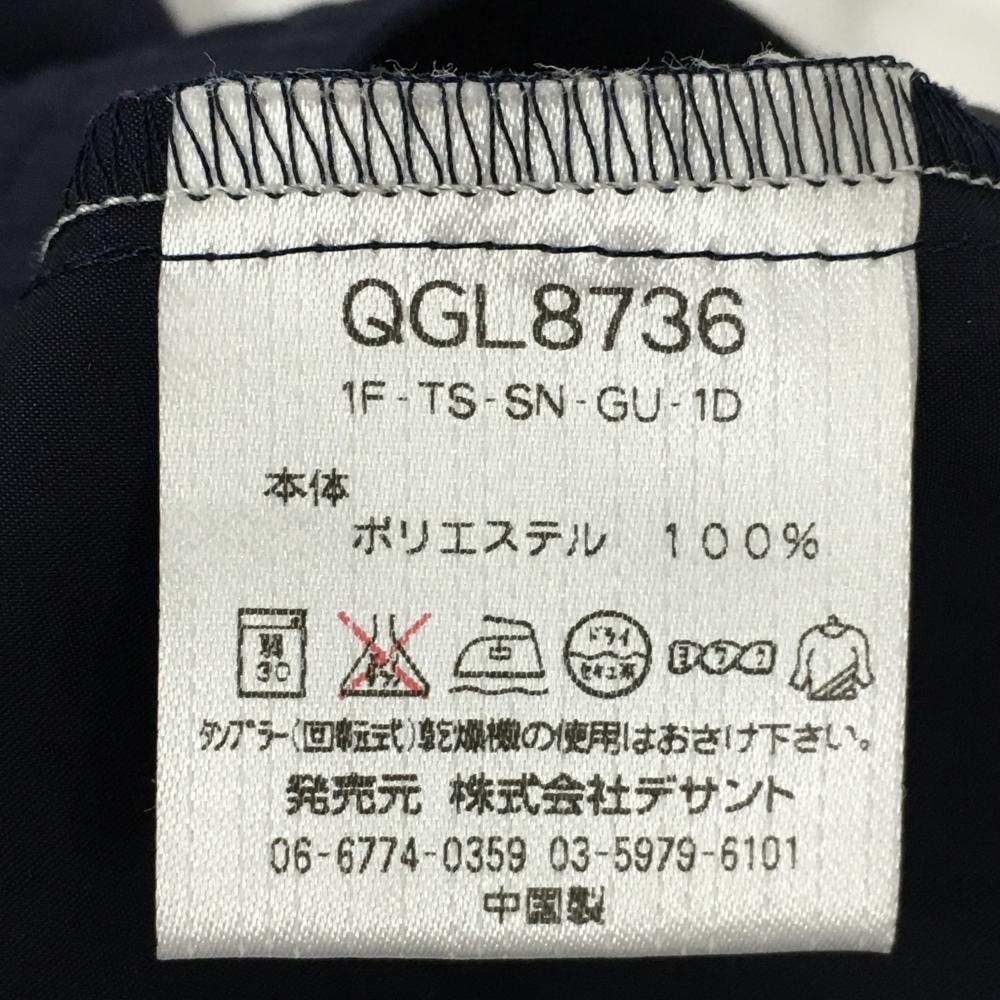 QGL8736
1F-TS-SN-GU-1D
本体
ポリエステル 100%
弱 30 ドライ セキユ系 ヨワク
タンブラー(回転式)乾燥機の使用はおさけ下さい。
発売元 株式会社デサント
06-6774-0359 03-5979-6101
中国製